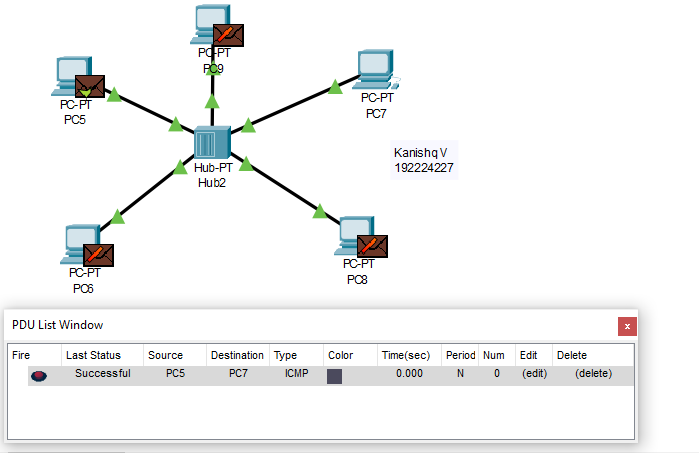 PC-PT
PC9
PC-PT
PC5
PC-PT
PC7
Kanishq V
192224227
Hub-PT
Hub2
PC-PT
PC6
PC-PT
PC8
PDU List Window
x
Fire Last Status Source Destination Type Color Time(sec) Period Num Edit Delete
Successful PC5 PC7 ICMP 0.000 N 0 (edit) (delete)